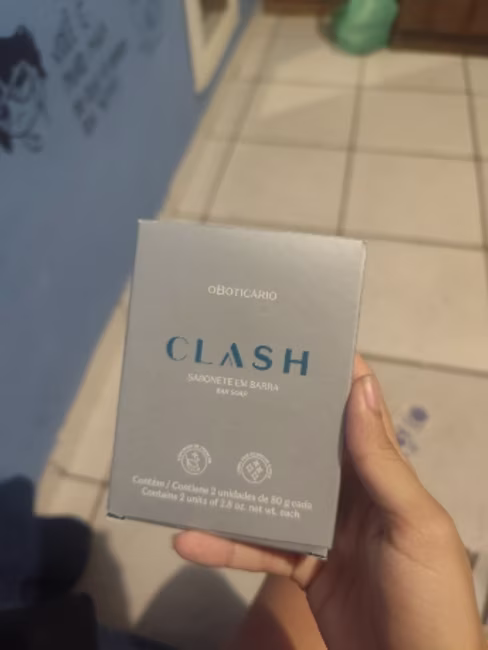 oBOTICÁRIO
CLASH
SABONETE EM BARRA
BAR SOAP
Contém / Contiene 2 unidades de 80 g cada
Contains 2 units of 2.8 oz. net wt. each